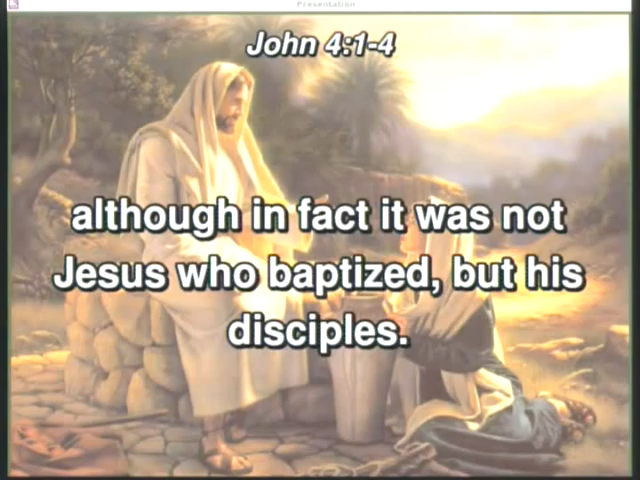 Presentation
John 4:1-4
although in fact it was not
Jesus who baptized, but his
disciples.